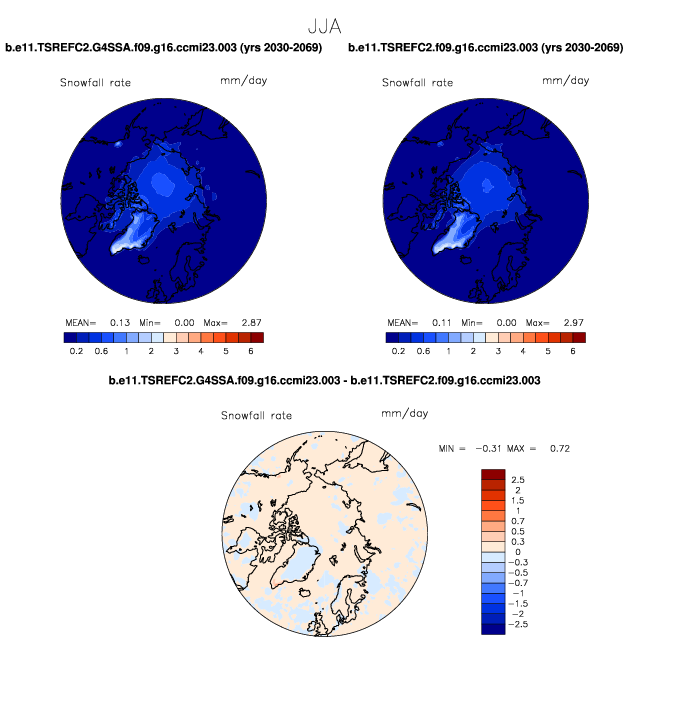 JJA
b.e11.TSREFC2.G4SSA.f09.g16.ccmi23.003 (yrs 2030-2069) b.e11.TSREFC2.f09.g16.ccmi23.003 (yrs 2030-2069)
Snowfall rate mm/day Snowfall rate mm/day
MEAN= 0.13 Min= 0.00 Max= 2.87 MEAN= 0.11 Min= 0.00 Max= 2.97
0.2 0.6 1 2 3 4 5 6 0.2 0.6 1 2 3 4 5 6
b.e11.TSREFC2.G4SSA.f09.g16.ccmi23.003 - b.e11.TSREFC2.f09.g16.ccmi23.003
Snowfall rate mm/day
MIN = -0.31 MAX = 0.72
2.5
2
1.5
1
0.7
0.5
0.3
0
-0.3
-0.5
-0.7
-1
-1.5
-2
-2.5